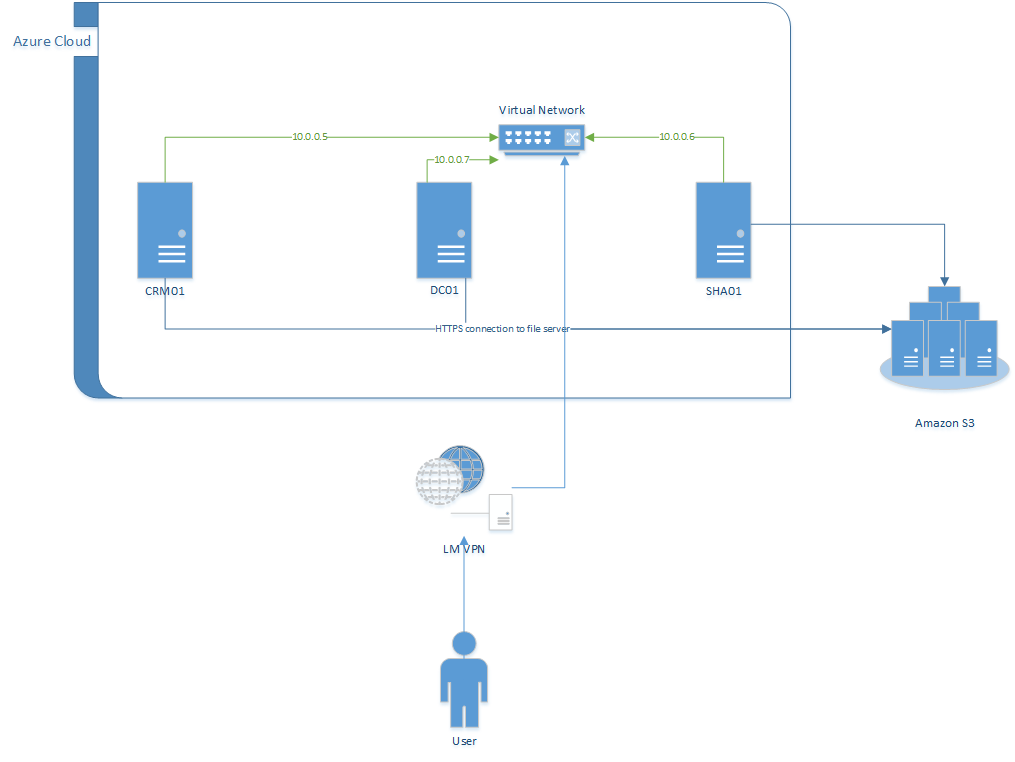 Azure Cloud
Virtual Network
10.0.0.5
10.0.0.6
10.0.0.7
CRM01
DC01
SHA01
HTTPS connection to file server
Amazon S3
LM VPN
User